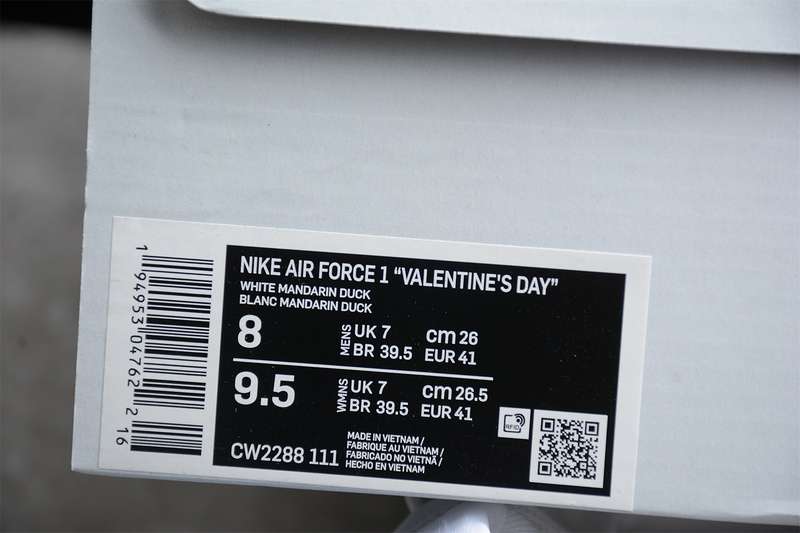 NIKE AIR FORCE 1 “VALENTINE'S DAY”
WHITE MANDARIN DUCK
BLANC MANDARIN DUCK
8 MENS UK 7 cm 26
BR 39.5 EUR 41
9.5 WMNS UK 7 cm 26.5
BR 39.5 EUR 41
CW2288 111
MADE IN VIETNAM /
FABRIQUE AU VIETNAM /
FABRICADO NO VIETNÃ /
HECHO EN VIETNAM
RFID
1 94953 04762 2 16